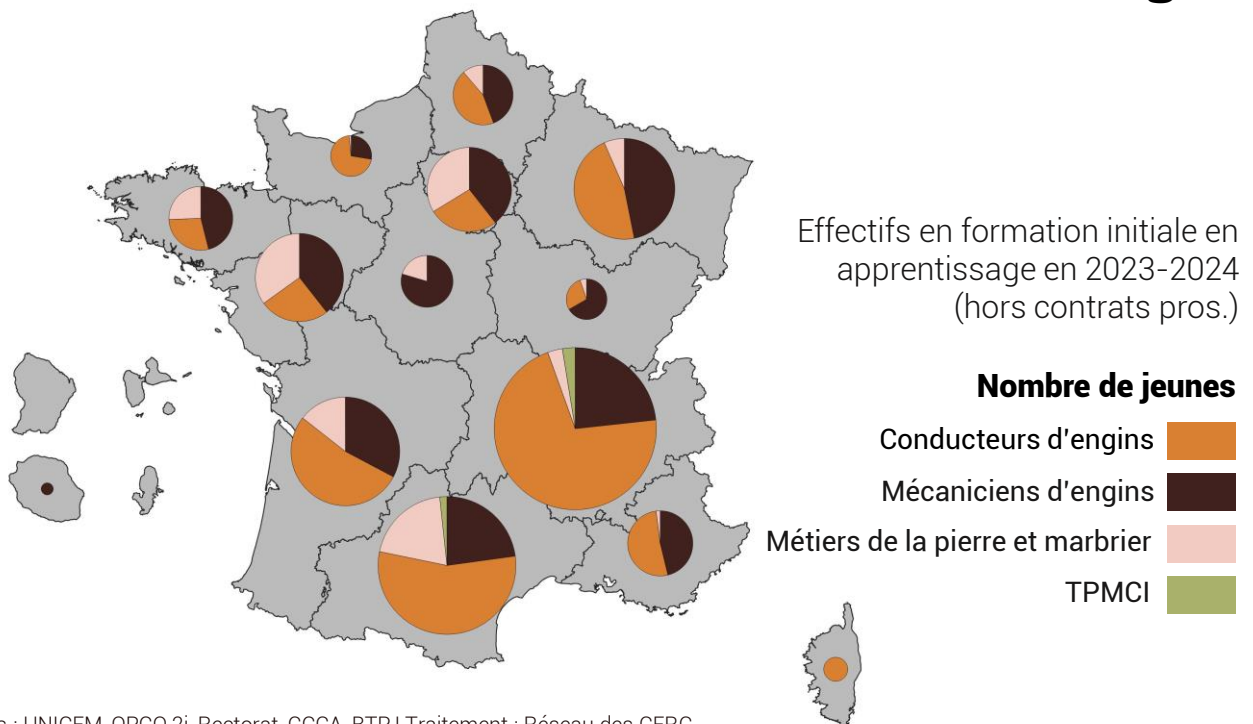 Effectifs en formation initiale en
apprentissage en 2023-2024
(hors contrats pros.)
Nombre de jeunes
Conducteurs d'engins
Mécaniciens d'engins
Métiers de la pierre et marbrier
TPMCI
: UNICEM, OPCO 2i, Rectorat, CCCA-BTP | Traitement : Réseau des CERC